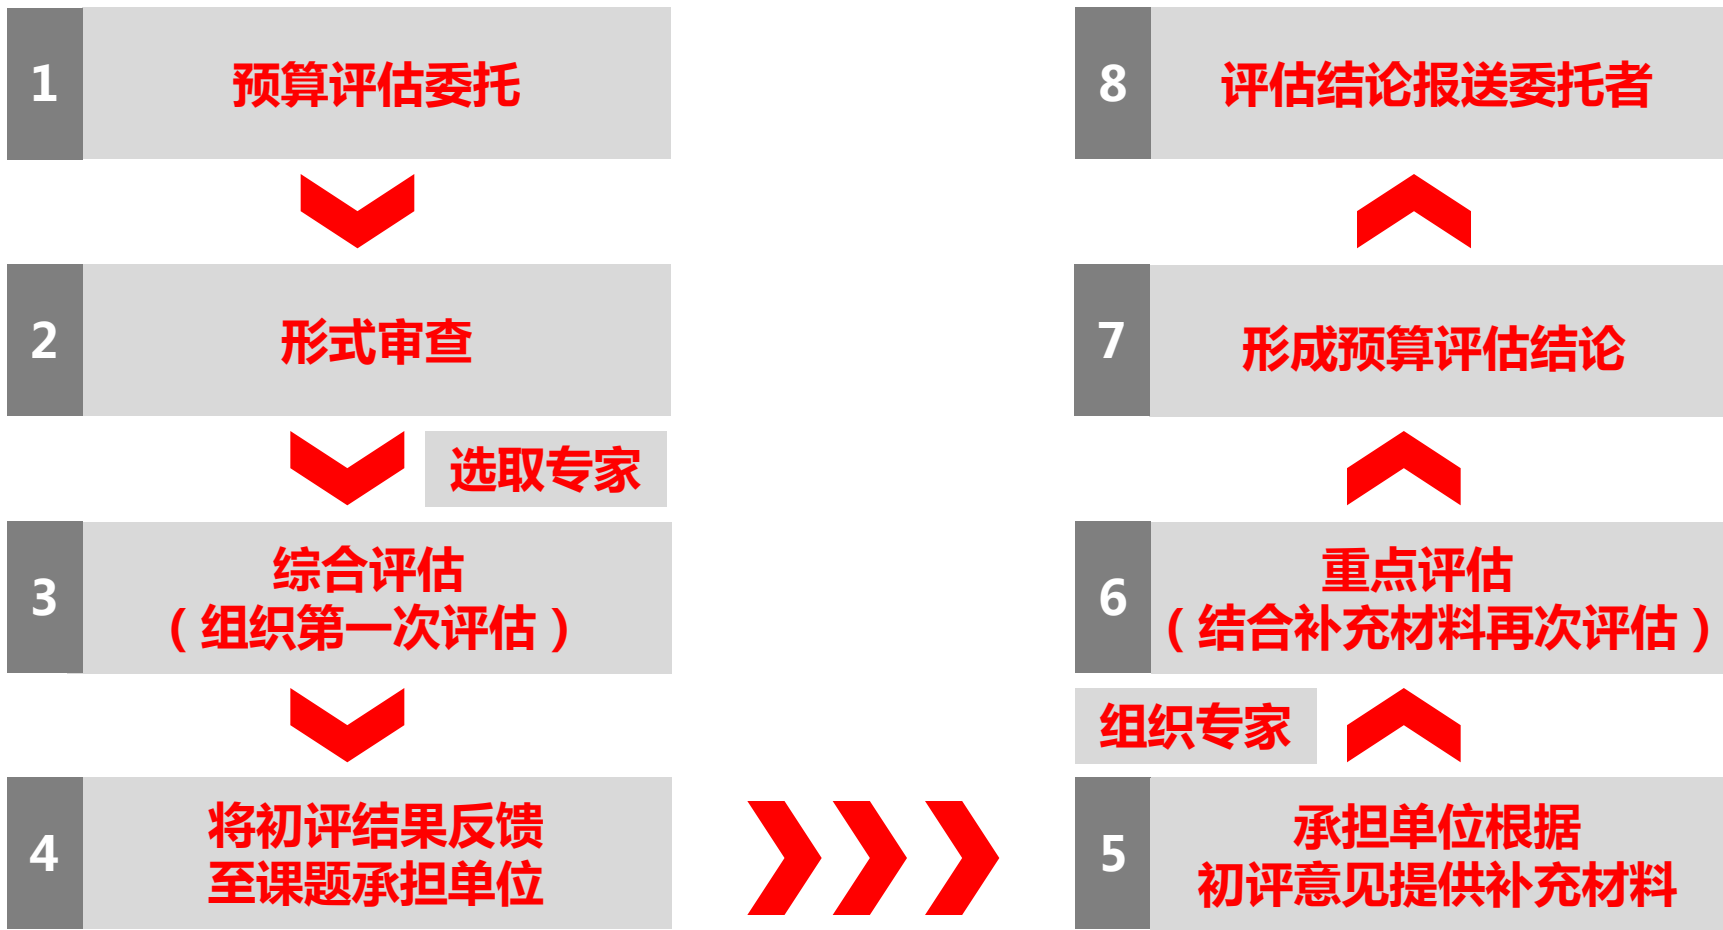 1
预算评估委托
2
形式审查
选取专家
3
综合评估
（组织第一次评估）
4
将初评结果反馈
至课题承担单位
5
承担单位根据
初评意见提供补充材料
组织专家
6
重点评估
（结合补充材料再次评估）
7
形成预算评估结论
8
评估结论报送委托者